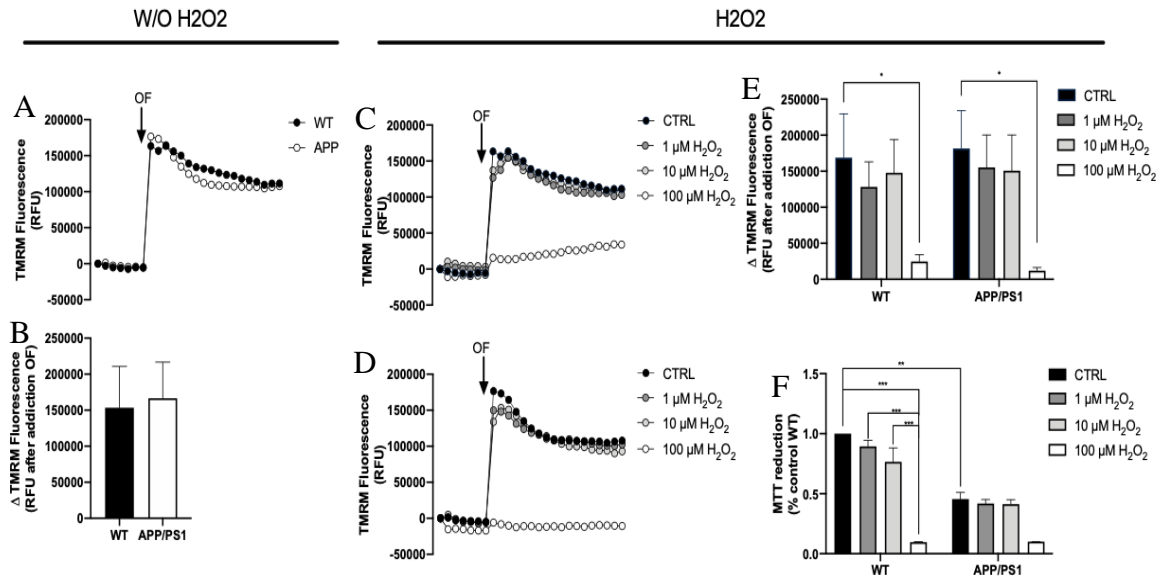 W/O H2O2
H2O2
A
OF
TMRM Fluorescence
(RFU)
200000
150000
100000
50000
0
-50000
WT
APP
B
Δ TMRM Fluorescence
(RFU after addiction OF)
250000
200000
150000
100000
50000
0
WT
APP/PS1
C
OF
TMRM Fluorescence
(RFU)
200000
150000
100000
50000
0
-50000
CTRL
1 µM H₂O₂
10 µM H₂O₂
100 µM H₂O₂
D
OF
TMRM Fluorescence
(RFU)
200000
150000
100000
50000
0
-50000
CTRL
1 µM H₂O₂
10 µM H₂O₂
100 µM H₂O₂
E
Δ TMRM Fluorescence
(RFU after addiction OF)
250000
200000
150000
100000
50000
0
*
*
WT
APP/PS1
CTRL
1 µM H₂O₂
10 µM H₂O₂
100 µM H₂O₂
F
MTT reduction
(% control WT)
1.5
1.0
0.5
0.0
**
***
***
***
WT
APP/PS1
CTRL
1 µM H₂O₂
10 µM H₂O₂
100 µM H₂O₂